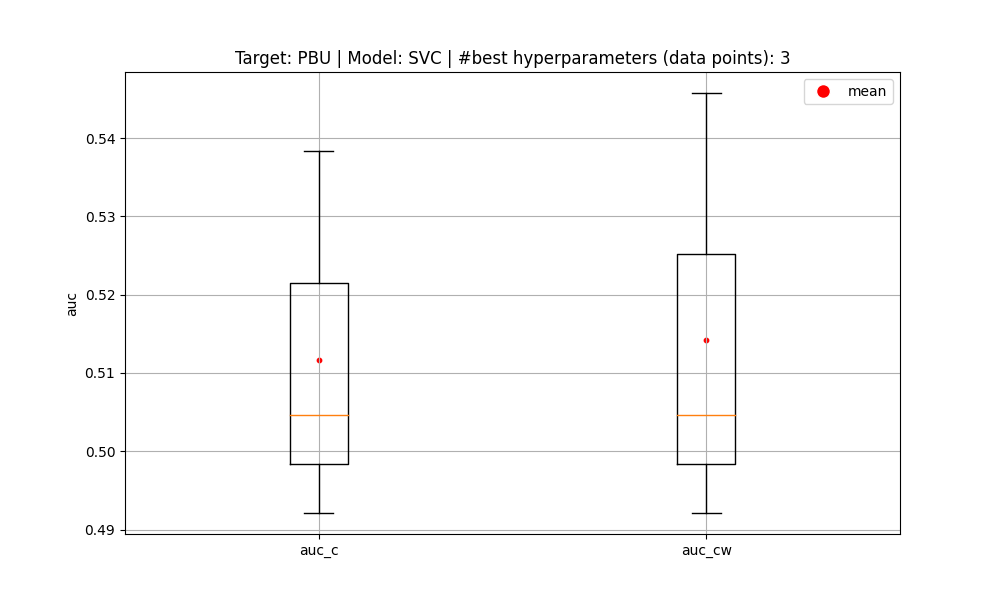 Target: PBU | Model: SVC | #best hyperparameters (data points): 3
mean
0.54
0.53
0.52
0.51
0.50
0.49
auc
auc_c
auc_cw